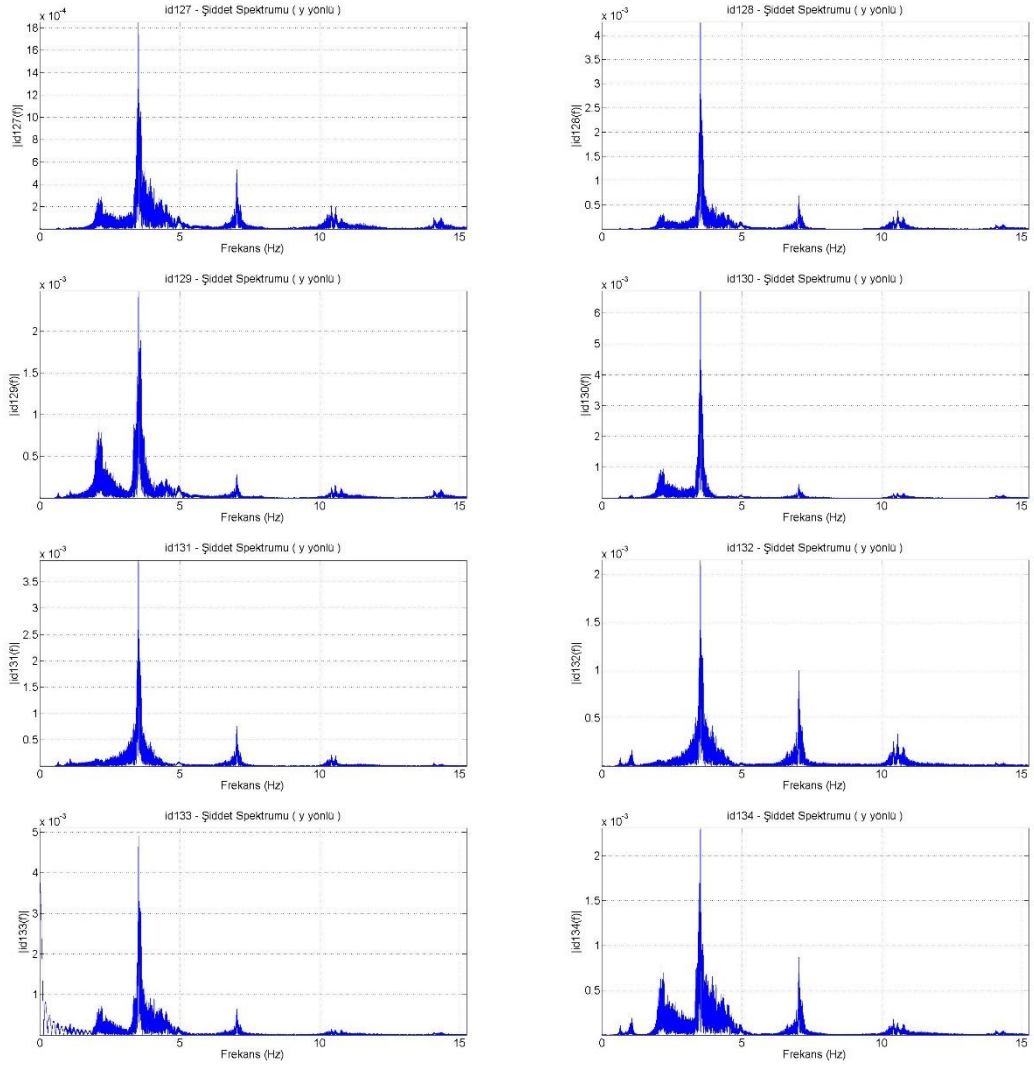 id127 - Şiddet Spektrumu ( y yönlü )
x 10⁻⁴
18
16
14
12
10
8
6
4
2
|id127(f)|
0 5 10 15
Frekans (Hz)
id128 - Şiddet Spektrumu ( y yönlü )
x 10⁻³
4
3.5
3
2.5
2
1.5
1
0.5
|id128(f)|
0 5 10 15
Frekans (Hz)
id129 - Şiddet Spektrumu ( y yönlü )
x 10⁻³
2
1.5
1
0.5
|id129(f)|
0 5 10 15
Frekans (Hz)
id130 - Şiddet Spektrumu ( y yönlü )
x 10⁻³
6
5
4
3
2
1
|id130(f)|
0 5 10 15
Frekans (Hz)
id131 - Şiddet Spektrumu ( y yönlü )
x 10⁻³
3.5
3
2.5
2
1.5
1
0.5
|id131(f)|
0 5 10 15
Frekans (Hz)
id132 - Şiddet Spektrumu ( y yönlü )
x 10⁻³
2
1.5
1
0.5
|id132(f)|
0 5 10 15
Frekans (Hz)
id133 - Şiddet Spektrumu ( y yönlü )
x 10⁻³
5
4
3
2
1
|id133(f)|
0 5 10 15
Frekans (Hz)
id134 - Şiddet Spektrumu ( y yönlü )
x 10⁻³
2
1.5
1
0.5
|id134(f)|
0 5 10 15
Frekans (Hz)